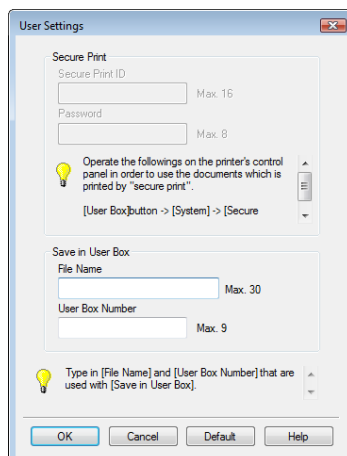 User Settings
Secure Print
Secure Print ID
Max. 16
Password
Max. 8
Operate the followings on the printer's control
panel in order to use the documents which is
printed by "secure print".
[User Box]button -> [System] -> [Secure
Save in User Box
File Name
Max. 30
User Box Number
Max. 9
Type in [File Name] and [User Box Number] that are
used with [Save in User Box].
OK Cancel Default Help